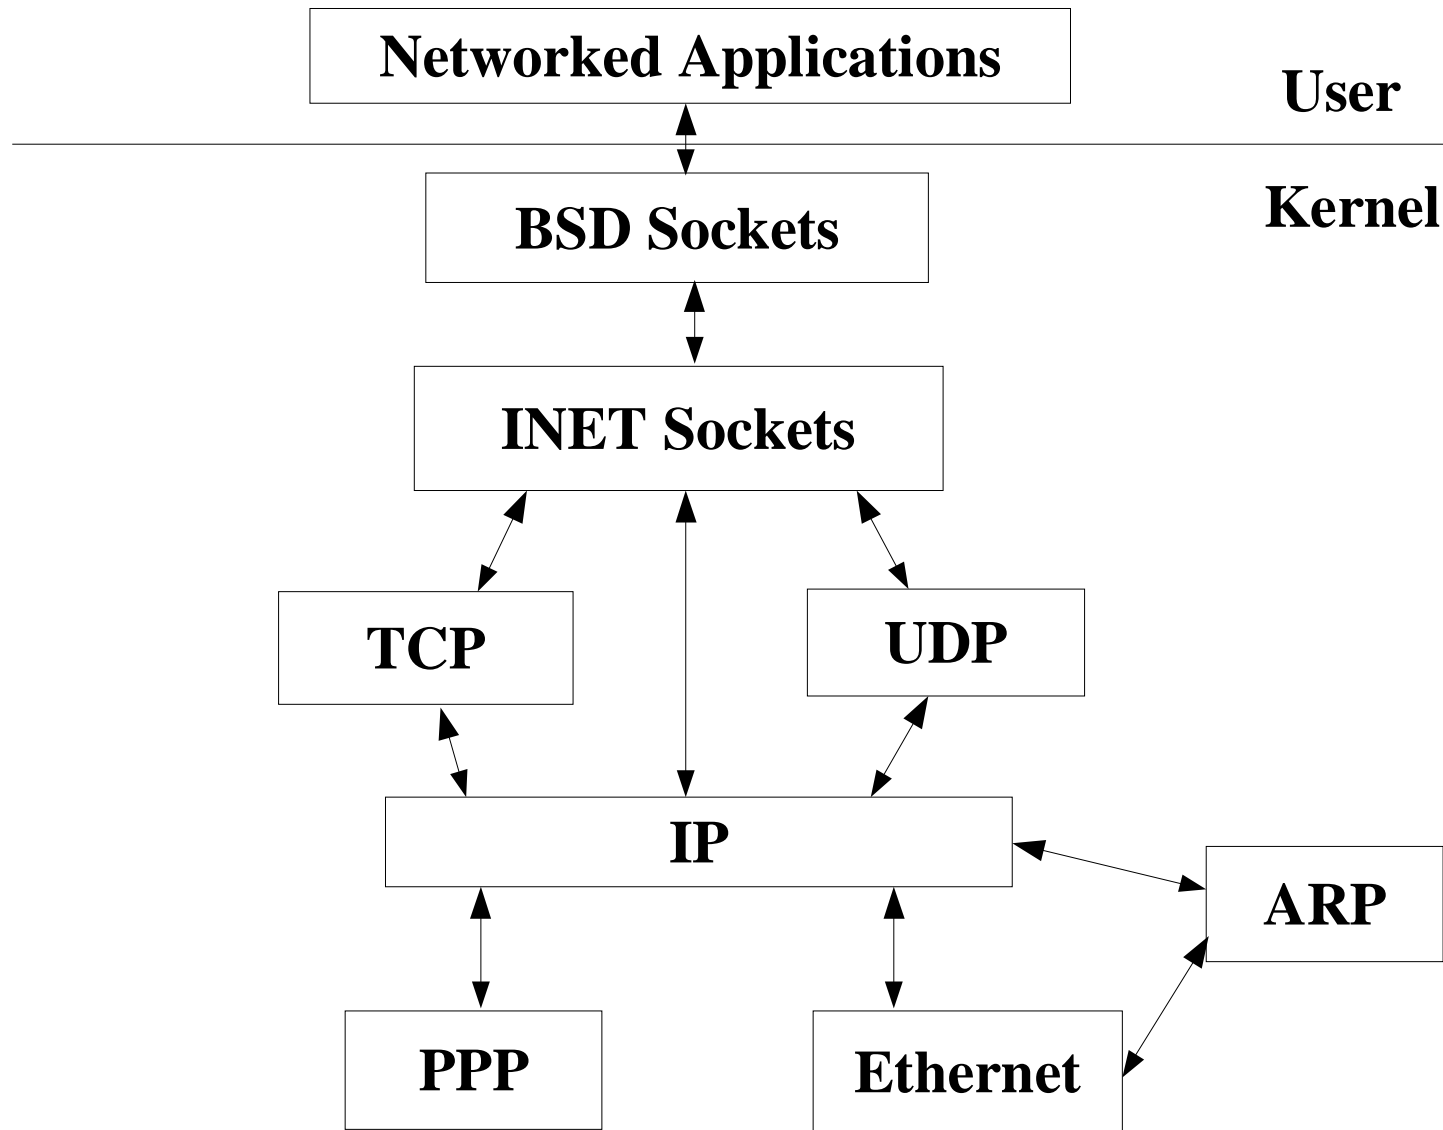 Networked Applications
User
Kernel
BSD Sockets
INET Sockets
TCP
UDP
IP
ARP
PPP
Ethernet